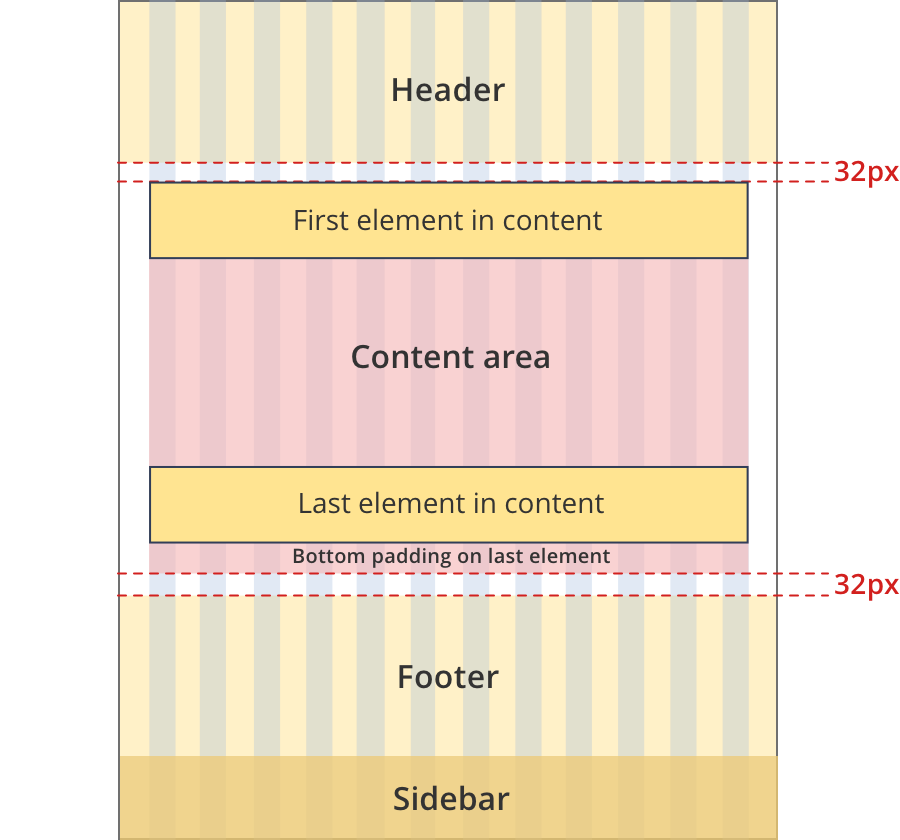 Header
32px
First element in content
Content area
Last element in content
Bottom padding on last element
32px
Footer
Sidebar